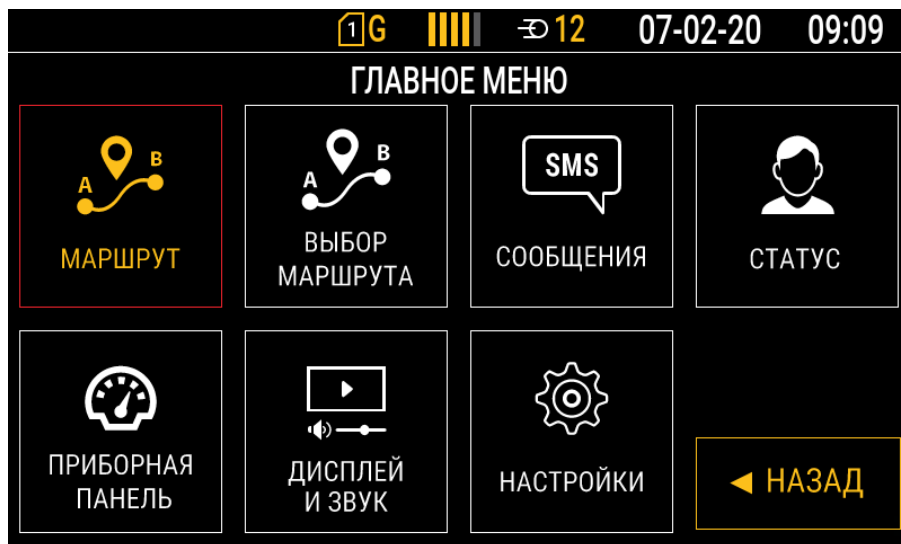 1 G 12 07-02-20 09:09
ГЛАВНОЕ МЕНЮ
A B
МАРШРУТ
A B
ВЫБОР
МАРШРУТА
SMS
СООБЩЕНИЯ
СТАТУС
ПРИБОРНАЯ
ПАНЕЛЬ
ДИСПЛЕЙ
И ЗВУК
НАСТРОЙКИ
НАЗАД